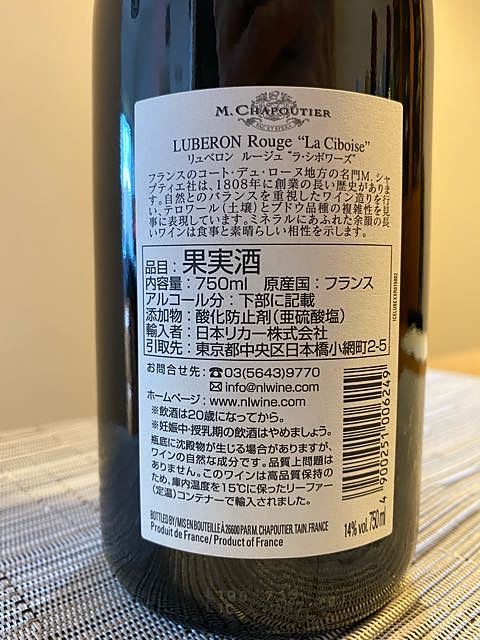 M. CHAPOUTIER
LUBERON Rouge "La Ciboise"
リュベロン ルージュ "ラ・シボワーズ"
フランスのコート・デュ・ローヌ地方の名門M. シャ
プティエ社は、1808年に創業の長い歴史がありま
す。自然とのバランスを重視したワイン造りを行
い、テロワール(土壌)とブドウ品種の複雑性を見
事に表現しています。ミネラルにあふれた余韻の長
いワインは食事と素晴らしい相性を示します。
品目:果実酒
内容量:750ml 原産国:フランス
アルコール分:下部に記載
添加物:酸化防止剤(亜硫酸塩)
輸入者:日本リカー株式会社
引取先:東京都中央区日本橋小網町2-5
お問合せ先:☎03(5643)9770
✉info@nlwine.com
ホームページ:www.nlwine.com
※飲酒は20歳になってから。
※妊娠中・授乳期の飲酒はやめましょう。
瓶底に沈殿物が生じる場合がありますが、
ワインの自然な成分です。品質上問題は
ありません。このワインは高品質保持の
ため、庫内温度を15℃に保ったリーファー
(定温)コンテナーで輸入されました。
4 900251 006249
BOTTLED BY/MIS EN BOUTEILLE À 26600 PAR M. CHAPOUTIER. TAIN. FRANCE
Produit de France/Product of France
14% vol. 750 ml